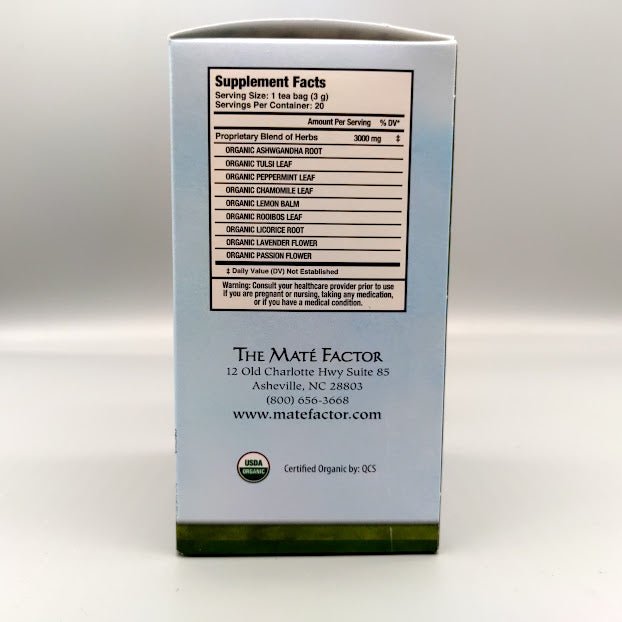 Supplement Facts
Serving Size: 1 tea bag (3 g)
Servings Per Container: 20
Amount Per Serving % DV*
Proprietary Blend of Herbs 3000 mg ‡
ORGANIC ASHWGANDHA ROOT
ORGANIC TULSI LEAF
ORGANIC PEPPERMINT LEAF
ORGANIC CHAMOMILE LEAF
ORGANIC LEMON BALM
ORGANIC ROOIBOS LEAF
ORGANIC LICORICE ROOT
ORGANIC LAVENDER FLOWER
ORGANIC PASSION FLOWER
‡ Daily Value (DV) Not Established
Warning: Consult your healthcare provider prior to use
if you are pregnant or nursing, taking any medication,
or if you have a medical condition.
THE MATÉ FACTOR
12 Old Charlotte Hwy Suite 85
Asheville, NC 28803
(800) 656-3668
www.matefactor.com
USDA
ORGANIC
Certified Organic by: QCS